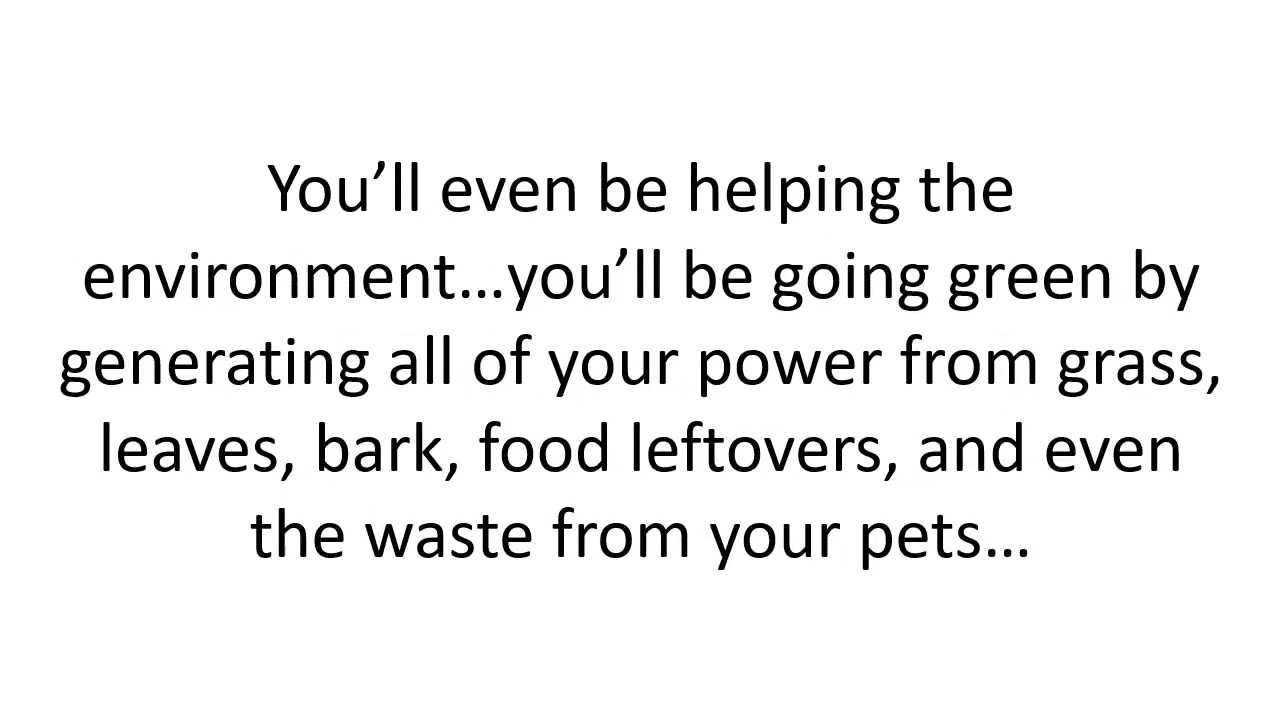 You’ll even be helping the
environment…you’ll be going green by
generating all of your power from grass,
leaves, bark, food leftovers, and even
the waste from your pets…